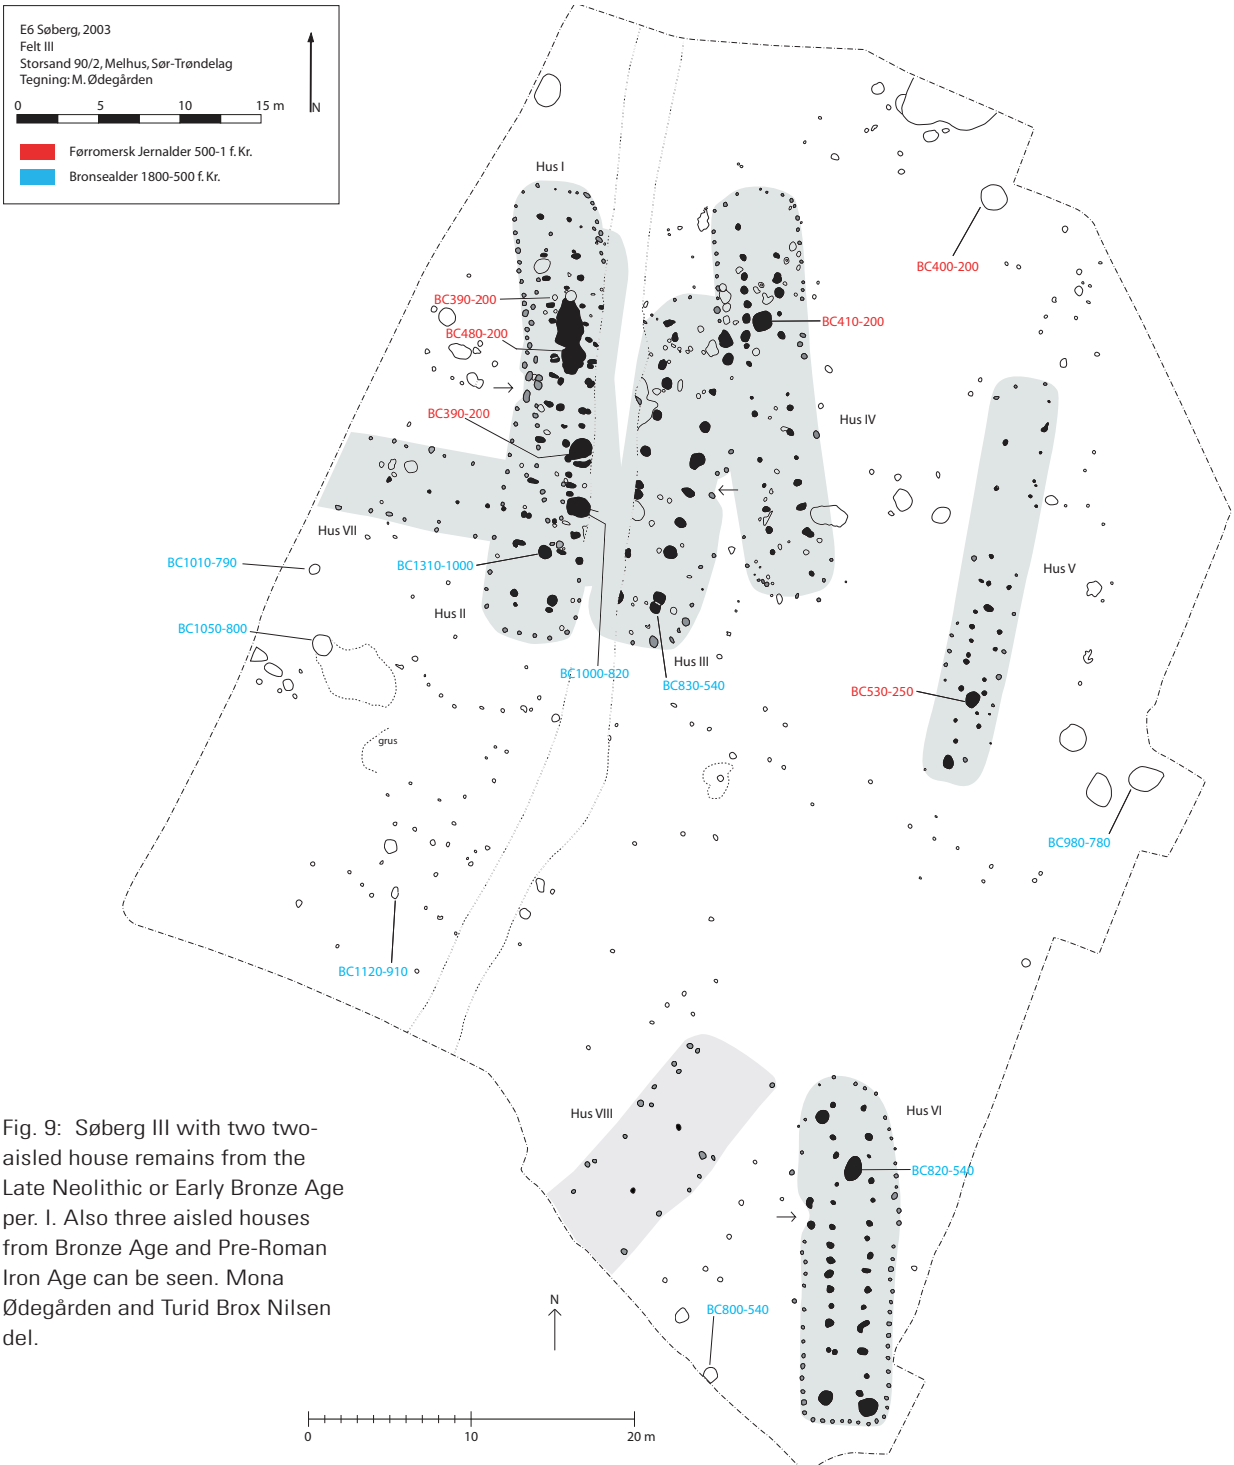 E6 Søberg, 2003
Felt III
Storsand 90/2, Melhus, Sør-Trøndelag
Tegning: M. Ødegården
0 5 10 15 m
N
Førromersk Jernalder 500-1 f. Kr.
Bronsealder 1800-500 f. Kr.
Hus I
BC400-200
BC390-200
BC410-200
BC480-200
BC390-200
Hus IV
Hus VII
BC1010-790
BC1310-1000
Hus V
Hus II
BC1050-800
Hus III
BC1000-820
BC830-540
BC530-250
grus
BC980-780
BC1120-910
Hus VIII
Hus VI
BC820-540
Fig. 9: Søberg III with two two-
aisled house remains from the
Late Neolithic or Early Bronze Age
per. I. Also three aisled houses
from Bronze Age and Pre-Roman
Iron Age can be seen. Mona
Ødegården and Turid Brox Nilsen
del.
N
BC800-540
0 10 20 m